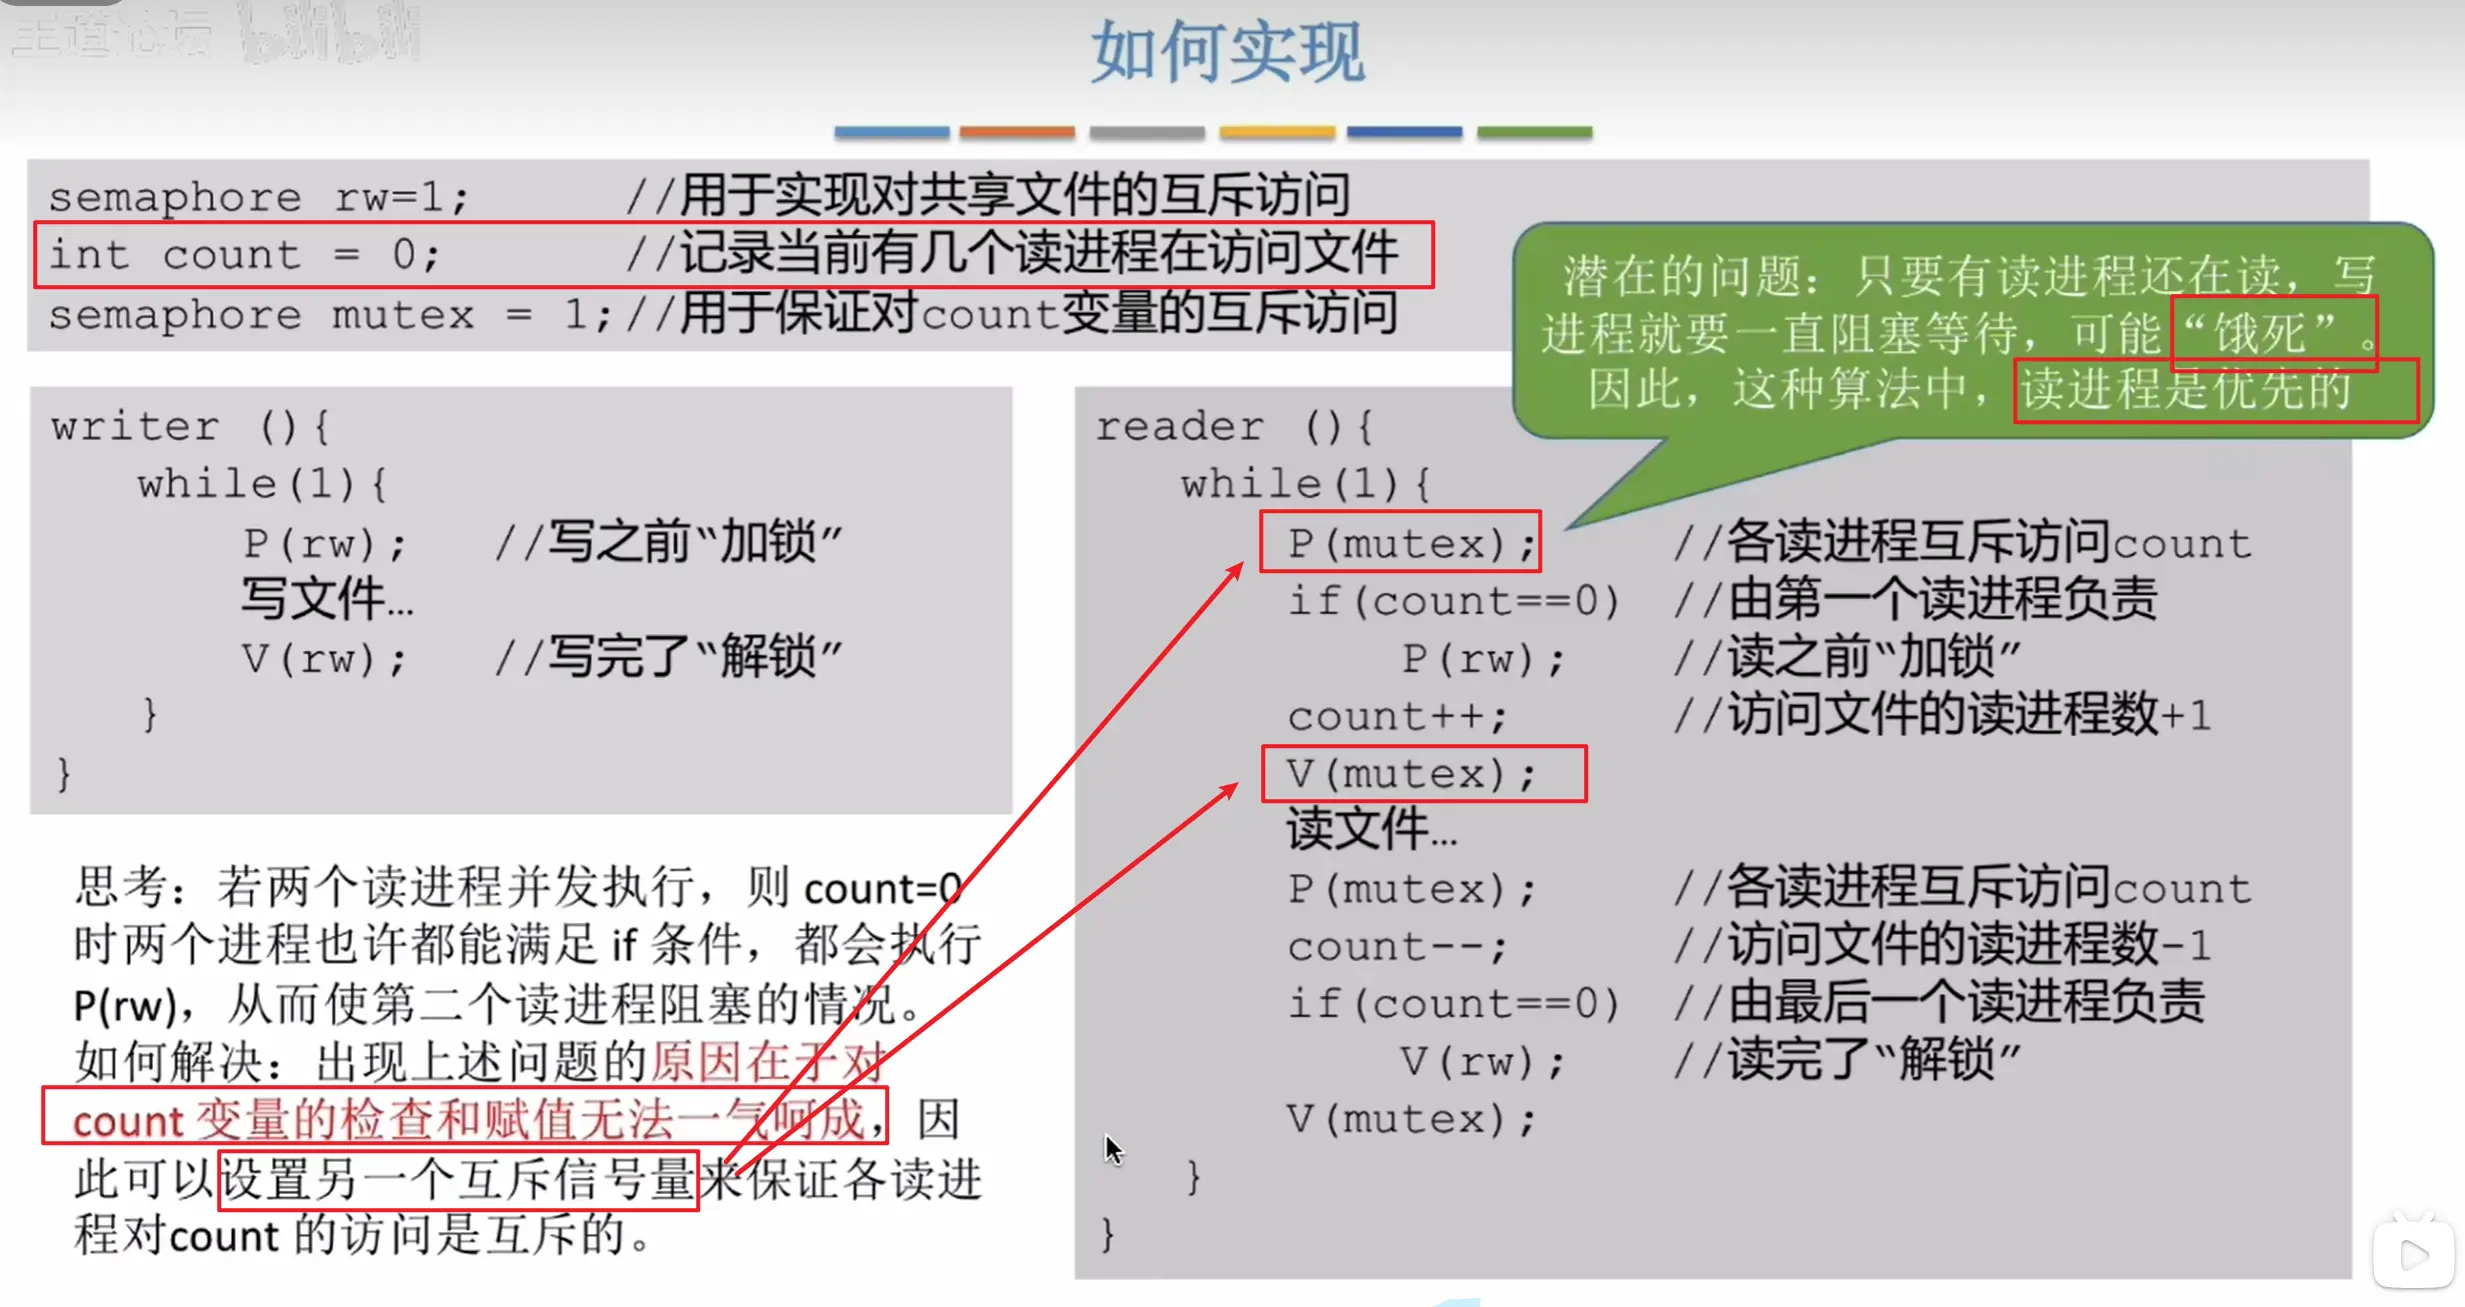 王道论坛 bilibili
如何实现
semaphore rw=1; //用于实现对共享文件的互斥访问
int count = 0; //记录当前有几个读进程在访问文件
semaphore mutex = 1;//用于保证对count变量的互斥访问
潜在的问题：只要有读进程还在读，写
进程就要一直阻塞等待，可能“饿死”。
因此，这种算法中，读进程是优先的
writer (){
while(1){
P(rw); //写之前“加锁”
写文件…
V(rw); //写完了“解锁”
}
}
思考：若两个读进程并发执行，则 count=0
时两个进程也许都能满足 if 条件，都会执行
P(rw)，从而使第二个读进程阻塞的情况。
如何解决：出现上述问题的原因在于对
count 变量的检查和赋值无法一气呵成，因
此可以设置另一个互斥信号量来保证各读进
程对count 的访问是互斥的。
reader (){
while(1){
P(mutex); //各读进程互斥访问count
if(count==0) //由第一个读进程负责
P(rw); //读之前“加锁”
count++; //访问文件的读进程数+1
V(mutex);
读文件…
P(mutex); //各读进程互斥访问count
count--; //访问文件的读进程数-1
if(count==0) //由最后一个读进程负责
V(rw); //读完了“解锁”
V(mutex);
}
}